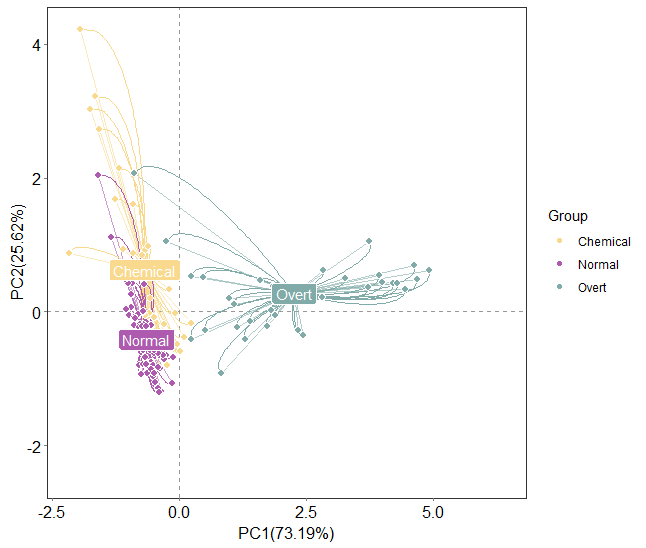 4
2
0
-2
-2.5
0.0
2.5
5.0
PC1(73.19%)
PC2(25.62%)
Chemical
Normal
Overt
Group
Chemical
Normal
Overt